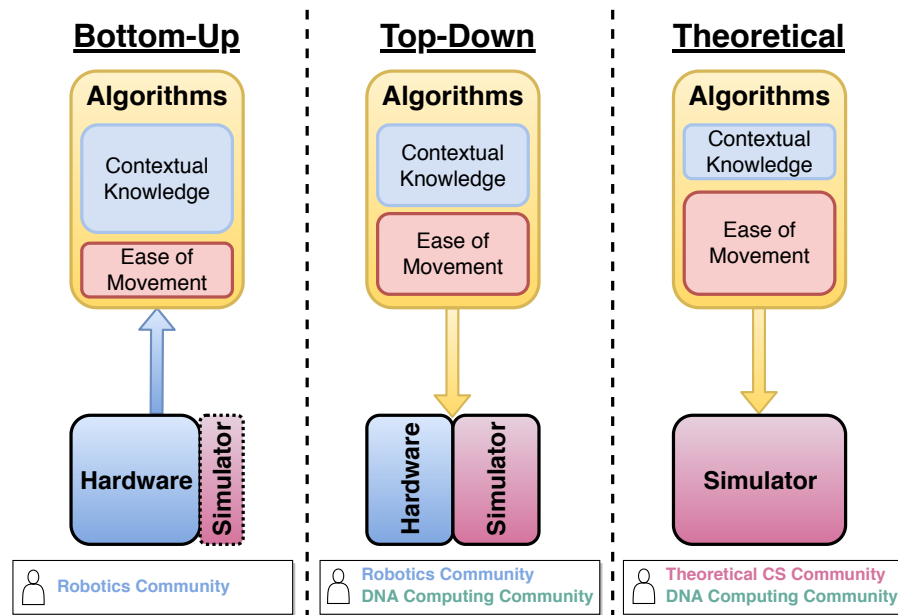 Bottom-Up
Algorithms
Contextual
Knowledge
Ease of
Movement
Hardware
Simulator
Robotics Community
Top-Down
Algorithms
Contextual
Knowledge
Ease of
Movement
Hardware
Simulator
Robotics Community
DNA Computing Community
Theoretical
Algorithms
Contextual
Knowledge
Ease of
Movement
Simulator
Theoretical CS Community
DNA Computing Community